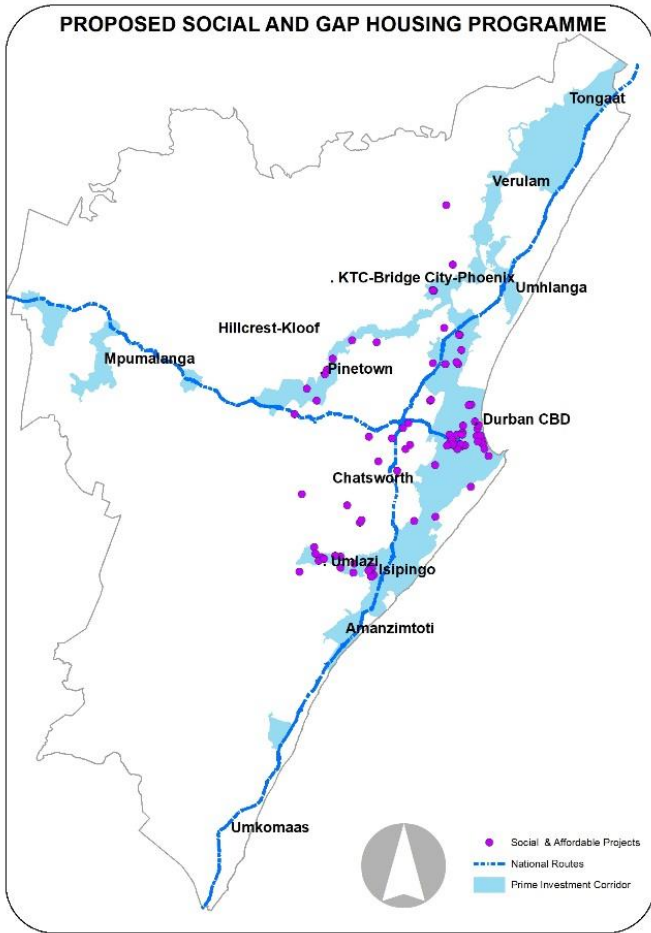 PROPOSED SOCIAL AND GAP HOUSING PROGRAMME
Tongaat
Verulam
. KTC-Bridge City-Phoenix
Umhlanga
Hillcrest-Kloof
Mpumalanga
. Pinetown
Durban CBD
Chatsworth
. Umlazi
Isipingo
Amanzimtoti
Umkomaas
Social & Affordable Projects
National Routes
Prime Investment Corridor